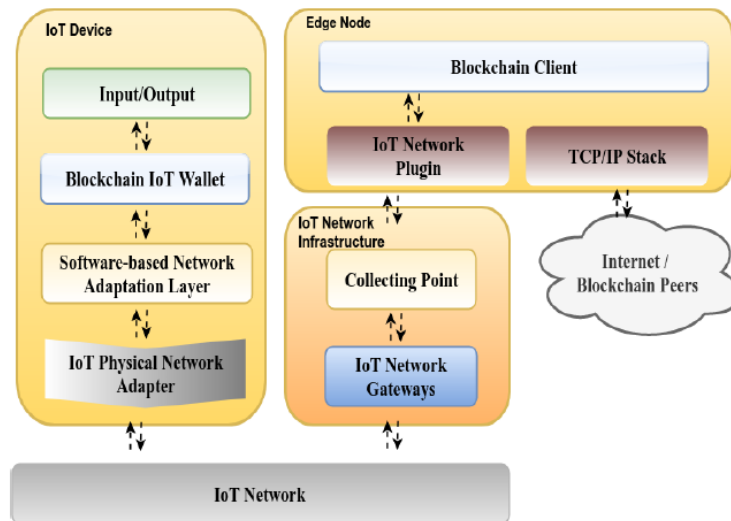 IoT Device
Input/Output
Blockchain IoT Wallet
Software-based Network
Adaptation Layer
IoT Physical Network
Adapter
Edge Node
Blockchain Client
IoT Network
Plugin
TCP/IP Stack
IoT Network
Infrastructure
Collecting Point
IoT Network
Gateways
Internet /
Blockchain Peers
IoT Network